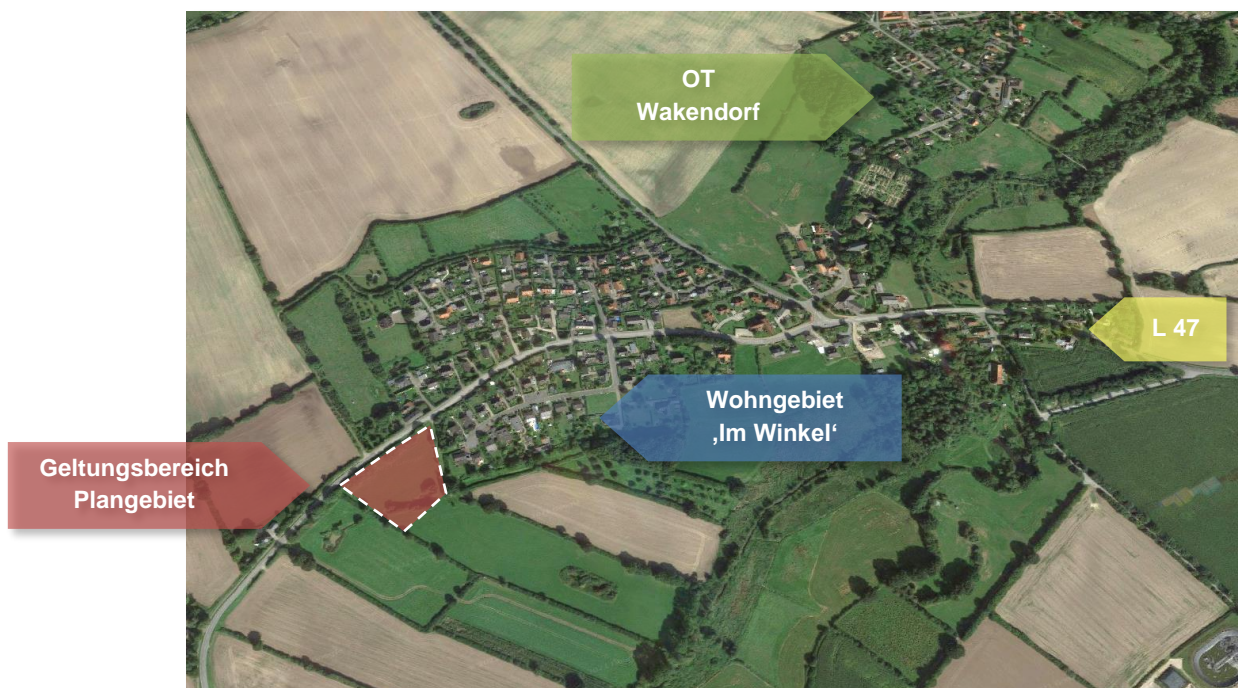 OT
Wakendorf
L 47
Wohngebiet
‚Im Winkel‘
Geltungsbereich
Plangebiet